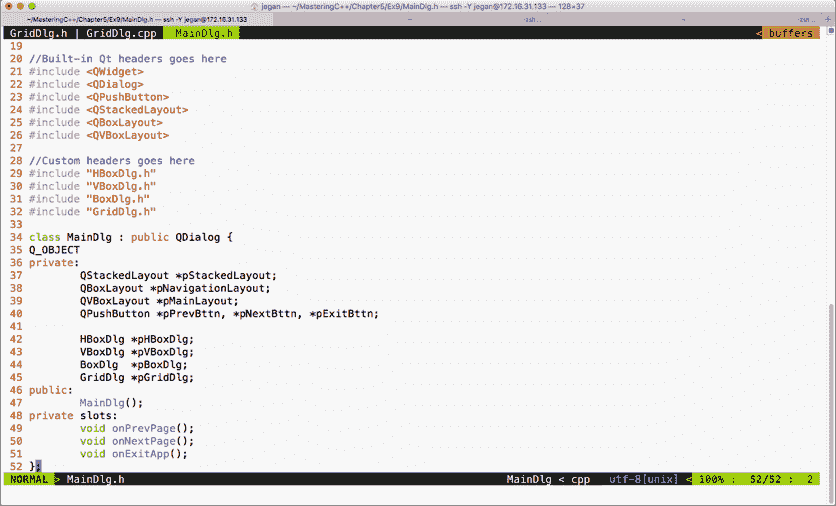 jegan — ~/MasteringC++/Chapter5/Ex9/MainDlg.h — ssh -Y jegan@172.16.31.133 — 128×37
~/MasteringC++/Chapter5/Ex9/MainDlg.h — ssh -Y jegan@172.16.31.133
GridDlg.h | GridDlg.cpp MainDlg.h < buffers
19
20 //Built-in Qt headers goes here
21 #include <QWidget>
22 #include <QDialog>
23 #include <QPushButton>
24 #include <QStackedLayout>
25 #include <QBoxLayout>
26 #include <QVBoxLayout>
27
28 //Custom headers goes here
29 #include "HBoxDlg.h"
30 #include "VBoxDlg.h"
31 #include "BoxDlg.h"
32 #include "GridDlg.h"
33
34 class MainDlg : public QDialog {
35 Q_OBJECT
36 private:
37 QStackedLayout *pStackedLayout;
38 QBoxLayout *pNavigationLayout;
39 QVBoxLayout *pMainLayout;
40 QPushButton *pPrevBttn, *pNextBttn, *pExitBttn;
41
42 HBoxDlg *pHBoxDlg;
43 VBoxDlg *pVBoxDlg;
44 BoxDlg *pBoxDlg;
45 GridDlg *pGridDlg;
46 public:
47 MainDlg();
48 private slots:
49 void onPrevPage();
50 void onNextPage();
51 void onExitApp();
52 };
NORMAL > MainDlg.h MainDlg < cpp utf-8[unix] < 100% : 52/52 : 2